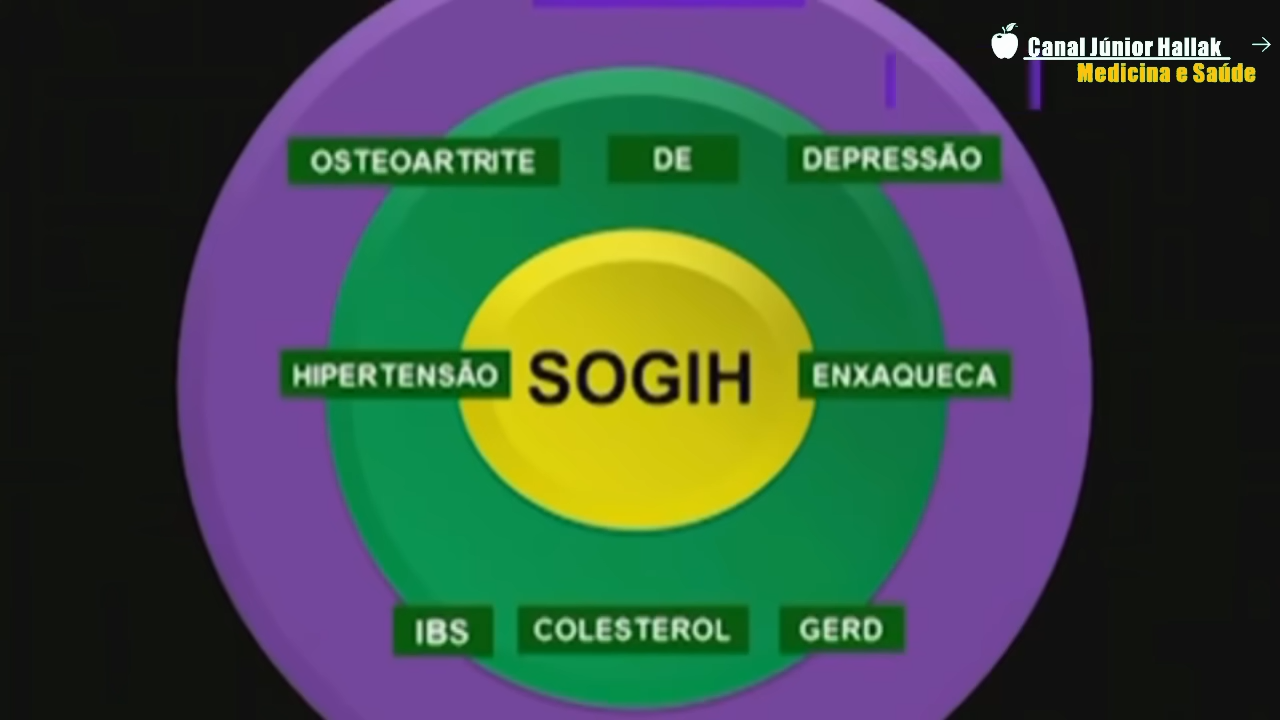 Canal Júnior Hallak
Medicina e Saúde
OSTEOARTRITE DE DEPRESSÃO
HIPERTENSÃO SOGIH ENXAQUECA
IBS COLESTEROL GERD